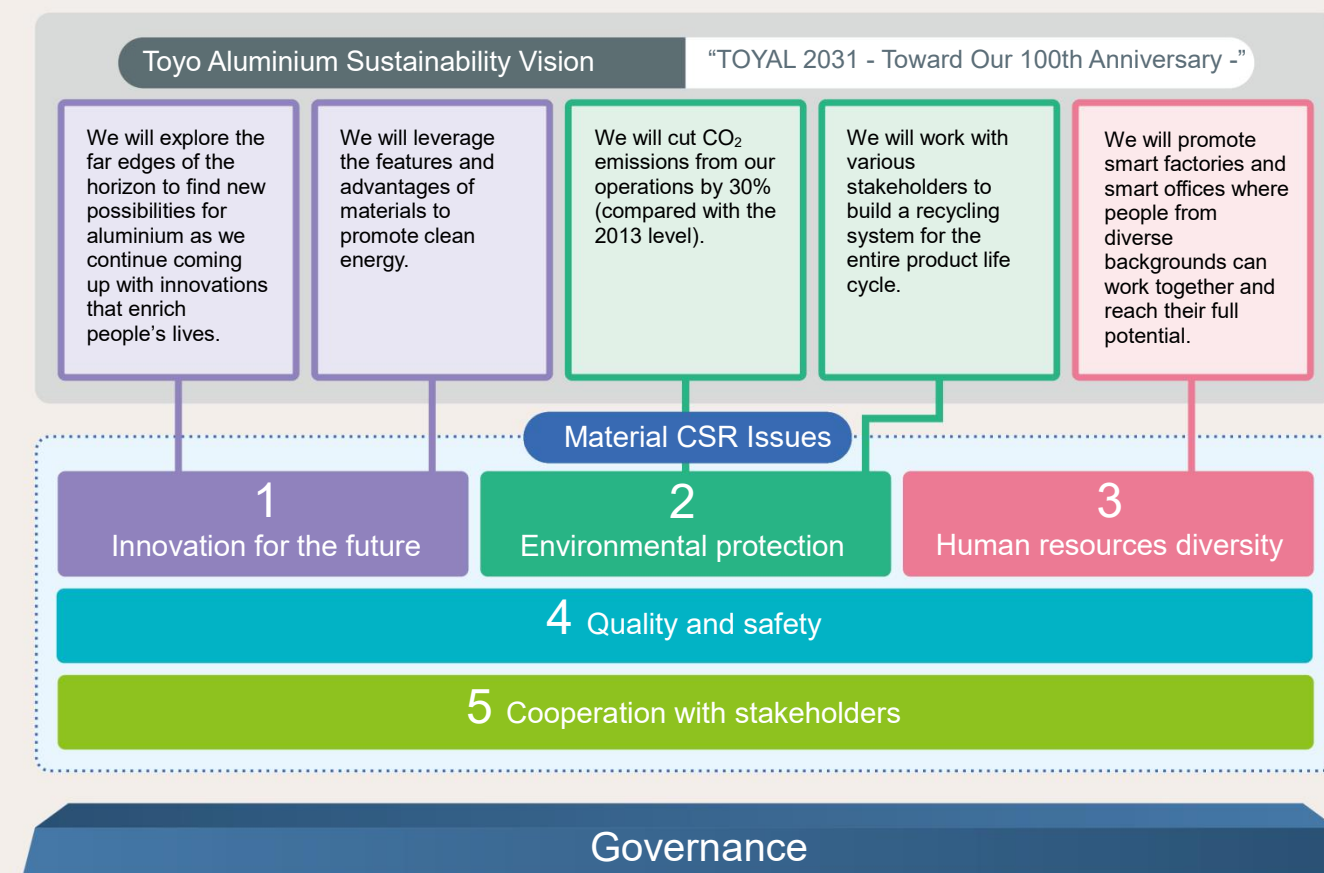 Toyo Aluminium Sustainability Vision
“TOYAL 2031 - Toward Our 100th Anniversary -”
We will explore the
far edges of the
horizon to find new
possibilities for
aluminium as we
continue coming
up with innovations
that enrich
people’s lives.
We will leverage
the features and
advantages of
materials to
promote clean
energy.
We will cut CO₂
emissions from our
operations by 30%
(compared with the
2013 level).
We will work with
various
stakeholders to
build a recycling
system for the
entire product life
cycle.
We will promote
smart factories and
smart offices where
people from
diverse
backgrounds can
work together and
reach their full
potential.
Material CSR Issues
1
Innovation for the future
2
Environmental protection
3
Human resources diversity
4 Quality and safety
5 Cooperation with stakeholders
Governance